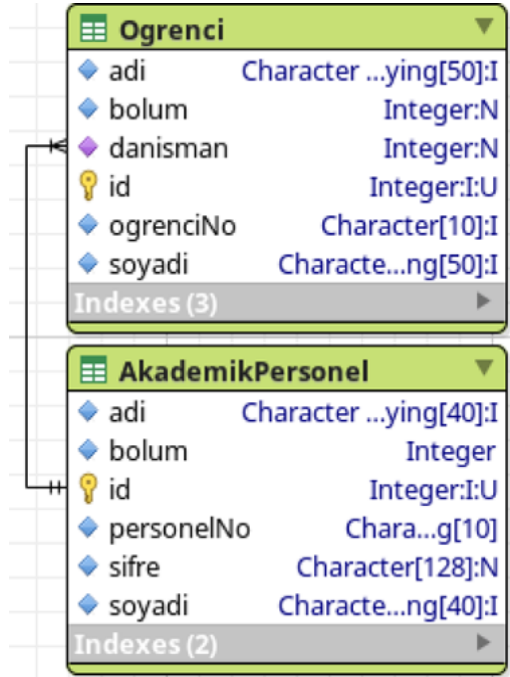 Ogrenci
adi Character ...ying[50]:I
bolum Integer:N
danisman Integer:N
id Integer:I:U
ogrenciNo Character[10]:I
soyadi Characte...ng[50]:I
Indexes (3)
AkademikPersonel
adi Character ...ying[40]:I
bolum Integer
id Integer:I:U
personelNo Chara...g[10]
sifre Character[128]:N
soyadi Characte...ng[40]:I
Indexes (2)